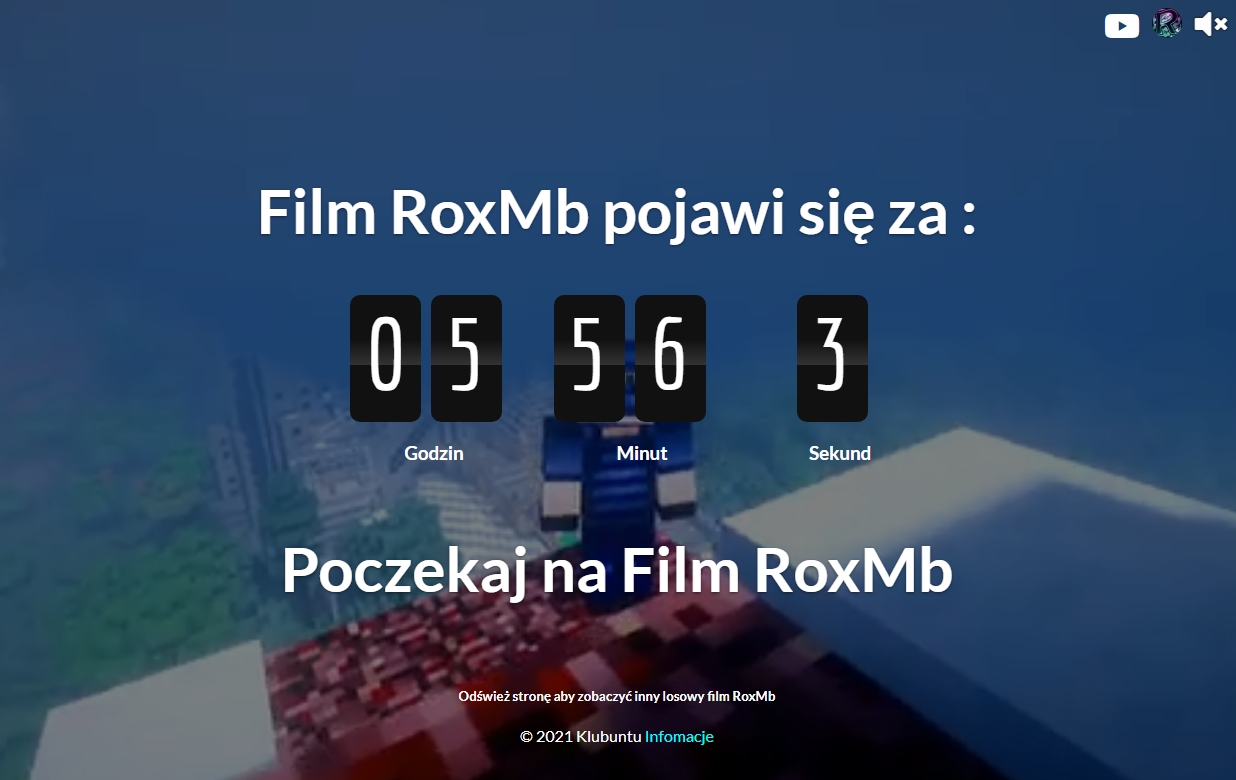 Film RoxMb pojawi się za :
05 56 3
Godzin Minut Sekund
Poczekaj na Film RoxMb
Odśwież stronę aby zobaczyć inny losowy film RoxMb
© 2021 Klubuntu Infomacje